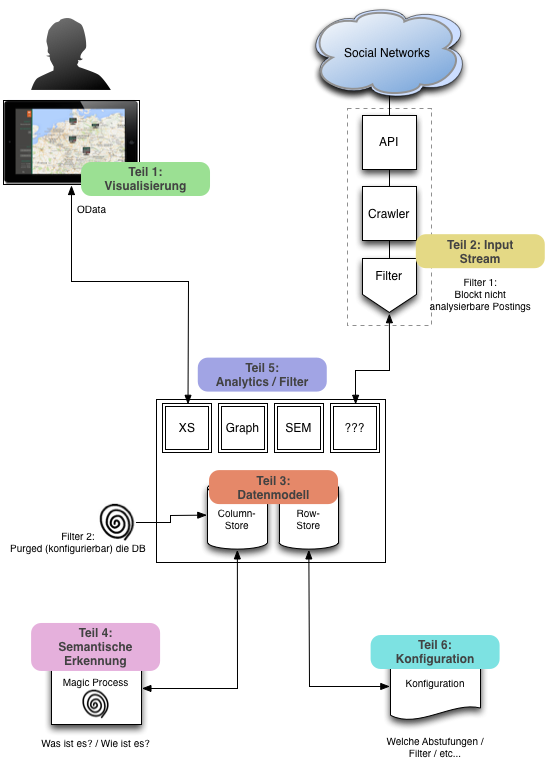 Social Networks
API
Teil 1:
Visualisierung
OData
Crawler
Teil 2: Input
Stream
Filter
Filter 1:
Blockt nicht
analysierbare Postings
Teil 5:
Analytics / Filter
XS
Graph
SEM
???
Teil 3:
Datenmodell
Column-
Store
Row-
Store
Filter 2:
Purged (konfigurierbar) die DB
Teil 4:
Semantische
Erkennung
Magic Process
Was ist es? / Wie ist es?
Teil 6:
Konfiguration
Konfiguration
Welche Abstufungen /
Filter / etc...